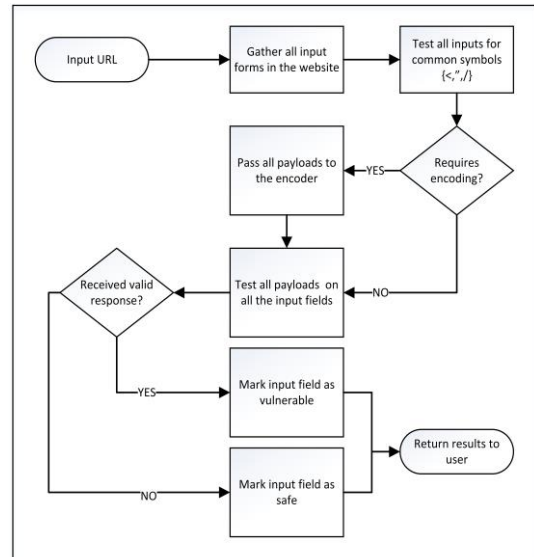 Input URL
Gather all input
forms in the website
Test all inputs for
common symbols
{<,”,/}
Requires
encoding?
YES
Pass all payloads to
the encoder
NO
Test all payloads on
all the input fields
Received valid
response?
YES
Mark input field as
vulnerable
NO
Mark input field as
safe
Return results to
user